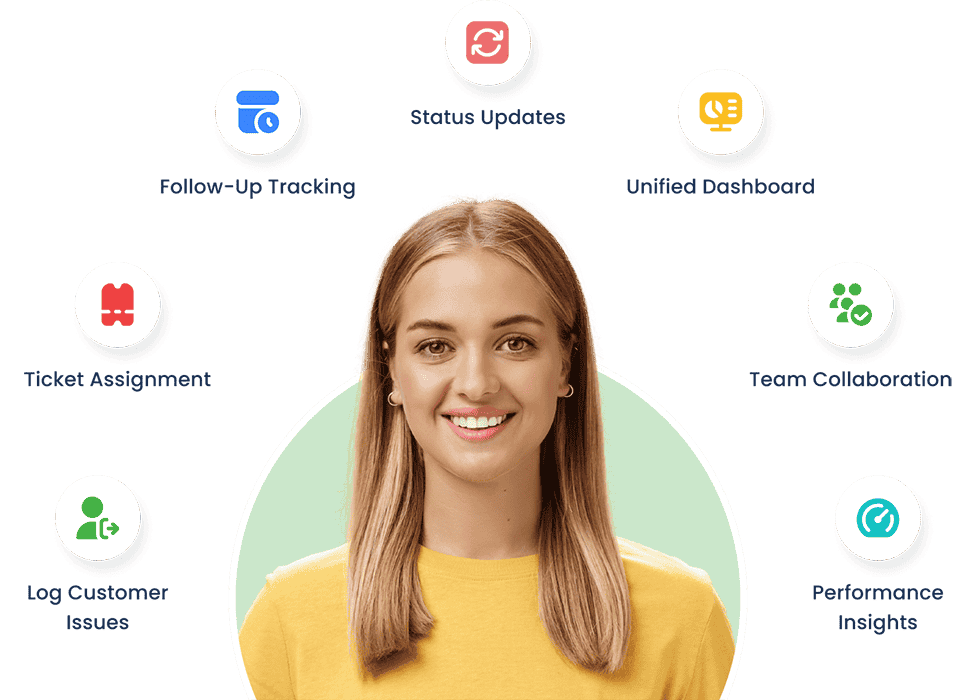 Status Updates
Follow-Up Tracking
Unified Dashboard
Ticket Assignment
Team Collaboration
Log Customer
Issues
Performance
Insights